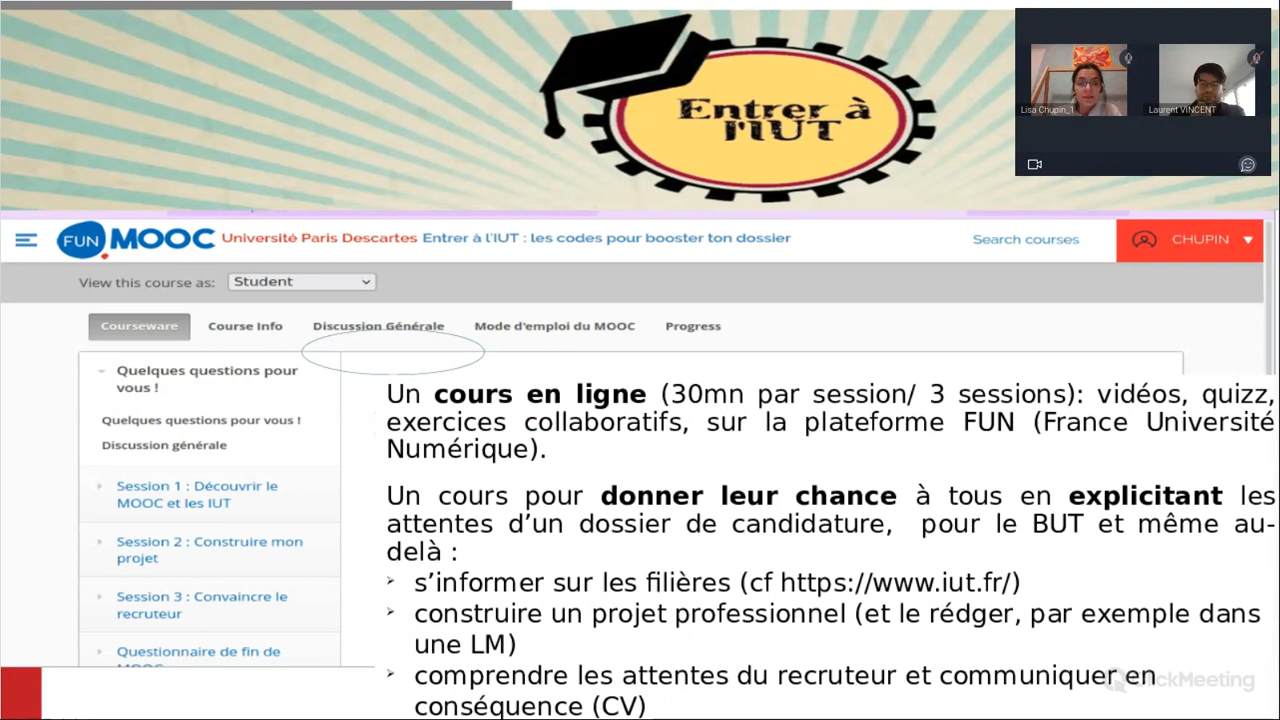 Entrer à
l'IUT
Lisa Chupin_1
Laurent VINCENT
FUN MOOC Université Paris Descartes Entrer à l'IUT : les codes pour booster ton dossier
Search courses
CHUPIN
View this course as: Student
Courseware Course Info Discussion Générale Mode d'emploi du MOOC Progress
Quelques questions pour
vous !
Quelques questions pour vous !
Discussion générale
Session 1 : Découvrir le
MOOC et les IUT
Session 2 : Construire mon
projet
Session 3 : Convaincre le
recruteur
Questionnaire de fin de
MOOC
Un cours en ligne (30mn par session/ 3 sessions): vidéos, quizz,
exercices collaboratifs, sur la plateforme FUN (France Université
Numérique).
Un cours pour donner leur chance à tous en explicitant les
attentes d’un dossier de candidature, pour le BUT et même au-
delà :
s’informer sur les filières (cf https://www.iut.fr/)
construire un projet professionnel (et le rédger, par exemple dans
une LM)
comprendre les attentes du recruteur et communiquer en
conséquence (CV)
ClickMeeting